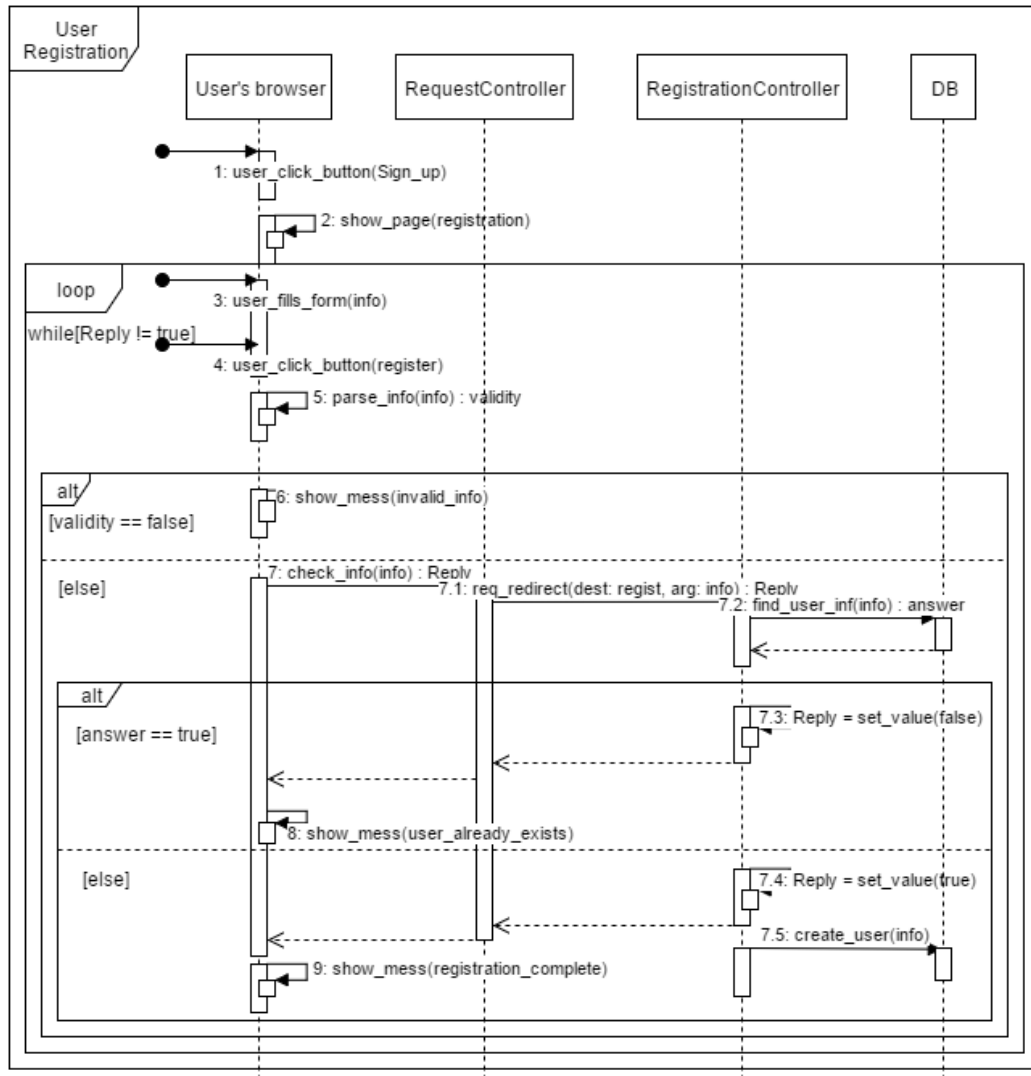 User
Registration
User's browser
RequestController
RegistrationController
DB
1: user_click_button(Sign_up)
2: show_page(registration)
loop
3: user_fills_form(info)
while[Reply != true]
4: user_click_button(register)
5: parse_info(info) : validity
alt
6: show_mess(invalid_info)
[validity == false]
[else]
7: check_info(info) : Reply
7.1: req_redirect(dest: regist, arg: info) : Reply
7.2: find_user_inf(info) : answer
alt
[answer == true]
7.3: Reply = set_value(false)
8: show_mess(user_already_exists)
[else]
7.4: Reply = set_value(true)
7.5: create_user(info)
9: show_mess(registration_complete)